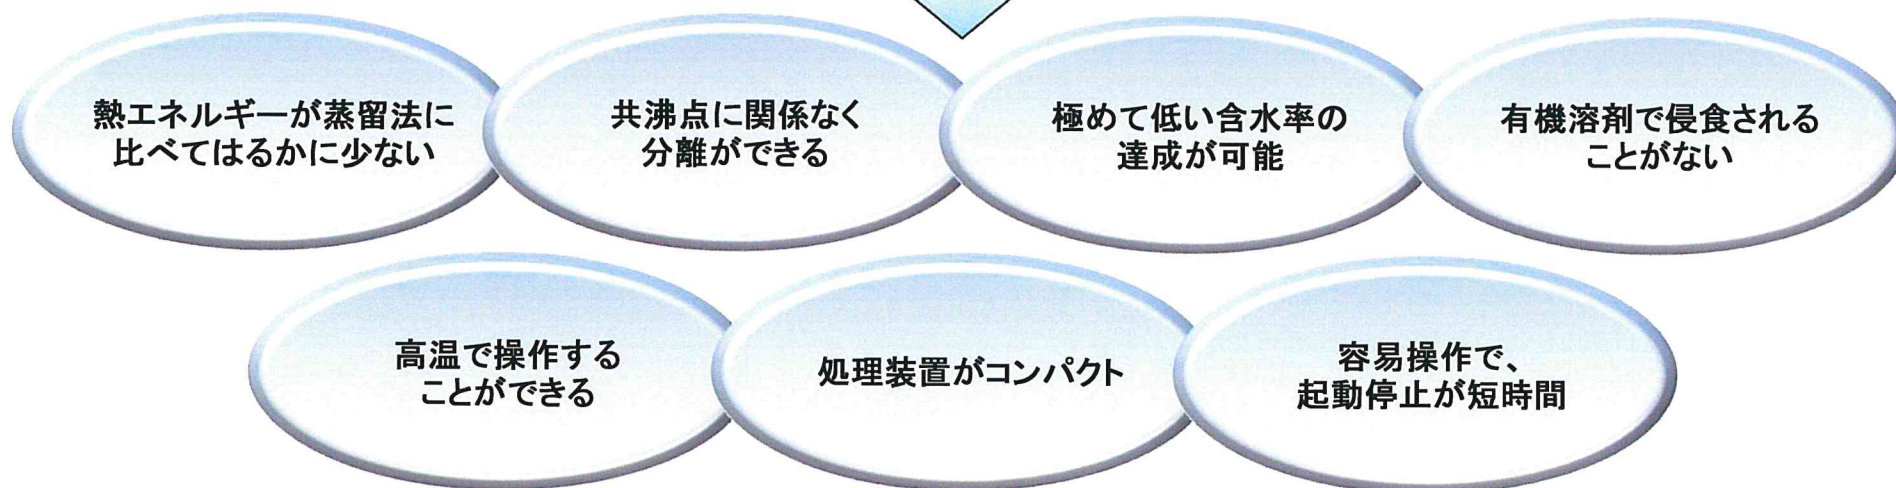 熱エネルギーが蒸留法に
比べてはるかに少ない
共沸点に関係なく
分離ができる
極めて低い含水率の
達成が可能
有機溶剤で侵食される
ことがない
高温で操作する
ことができる
処理装置がコンパクト
容易操作で、
起動停止が短時間